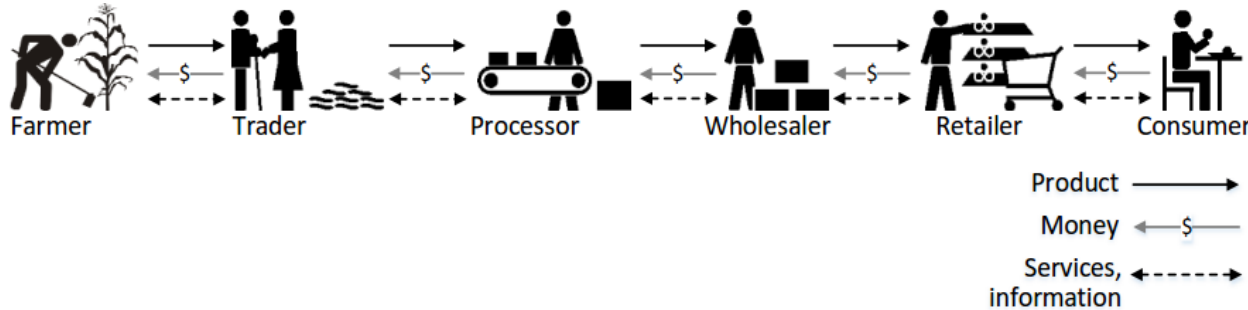 $ $ $ $ $
Farmer Trader Processor Wholesaler Retailer Consumer
Product
Money $
Services,
information